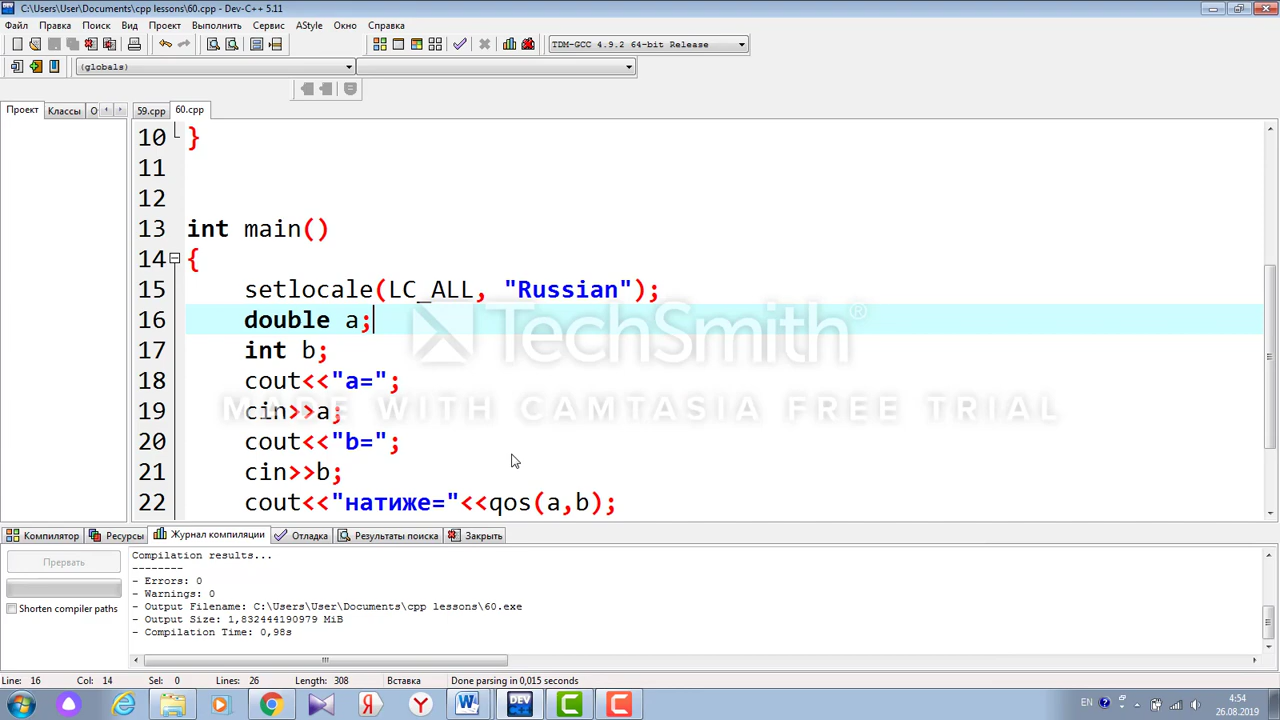 C:\Users\User\Documents\cpp lessons\60.cpp - Dev-C++ 5.11
Файл Правка Поиск Вид Проект Выполнить Сервис AStyle Окно Справка
TDM-GCC 4.9.2 64-bit Release
(globals)
Проект Классы О 59.cpp 60.cpp
10 }
11
12
13 int main()
14 {
15 setlocale(LC_ALL, "Russian");
16 double a;
17 int b;
18 cout<<"a=";
19 cin>>a;
20 cout<<"b=";
21 cin>>b;
22 cout<<"натиже="<<qos(a,b);
TechSmith®
MADE WITH CAMTASIA FREE TRIAL
Компилятор Ресурсы Журнал компиляции Отладка Результаты поиска Закрыть
Прервать
Shorten compiler paths
Compilation results...
--------
- Errors: 0
- Warnings: 0
- Output Filename: C:\Users\User\Documents\cpp lessons\60.exe
- Output Size: 1,832444190979 MiB
- Compilation Time: 0,98s
Line: 16 Col: 14 Sel: 0 Lines: 26 Length: 308 Вставка Done parsing in 0,015 seconds
EN 4:54
26.08.2019